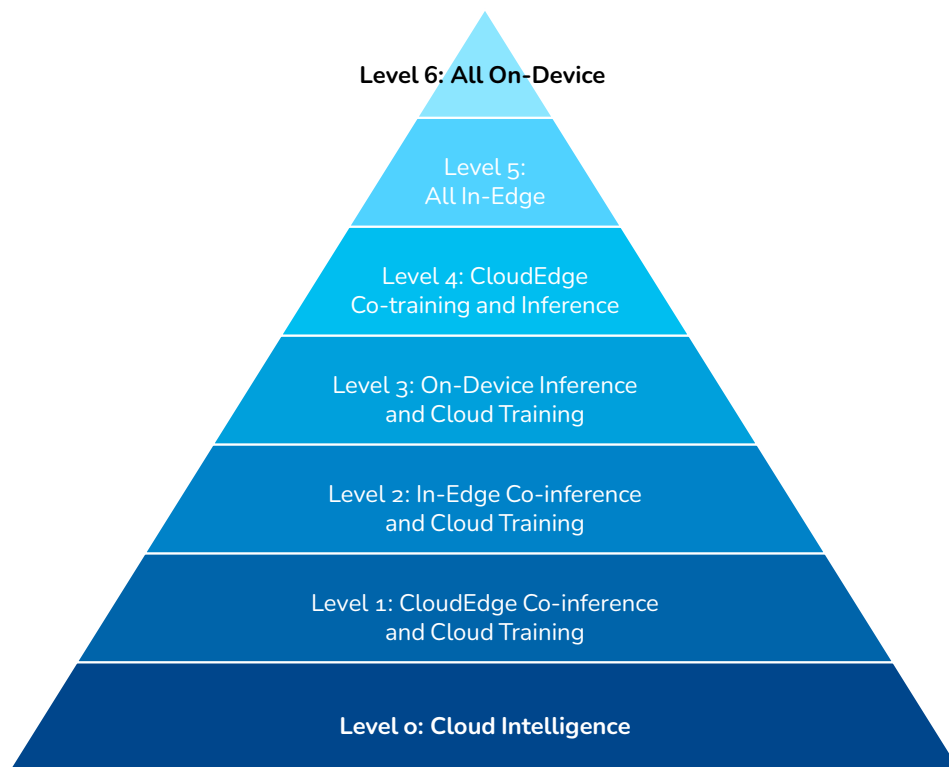 Level 6: All On-Device
Level 5:
All In-Edge
Level 4: CloudEdge
Co-training and Inference
Level 3: On-Device Inference
and Cloud Training
Level 2: In-Edge Co-inference
and Cloud Training
Level 1: CloudEdge Co-inference
and Cloud Training
Level 0: Cloud Intelligence